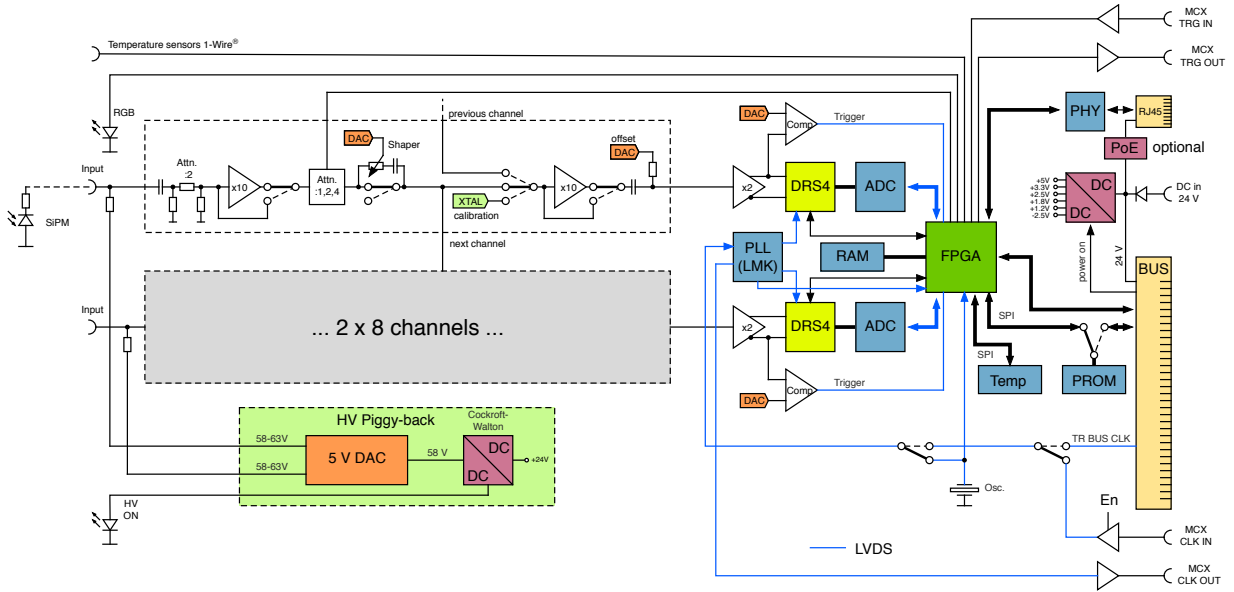 MCX
TRG IN
Temperature sensors 1-Wire®
MCX
TRG OUT
RGB
previous channel
offset
DAC
DAC
Shaper
DAC
Comp
Trigger
PHY
RJ45
PoE
optional
Input
Attn.
:2
x10
Attn.
:1,2,4
XTAL
calibration
x10
x2
DRS4
ADC
+5V
+3.3V
+2.5V
+1.8V
+1.2V
-2.5V
DC
DC
DC in
24 V
SiPM
next channel
PLL
(LMK)
RAM
FPGA
power on
24 V
BUS
Input
... 2 x 8 channels ...
x2
DRS4
ADC
SPI
SPI
Temp
PROM
Comp
Trigger
DAC
HV Piggy-back
Cockroft-
Walton
58-63V
58-63V
5 V DAC
58 V
DC
DC
+24V
TR BUS CLK
Osc.
HV
ON
En
MCX
CLK IN
LVDS
MCX
CLK OUT